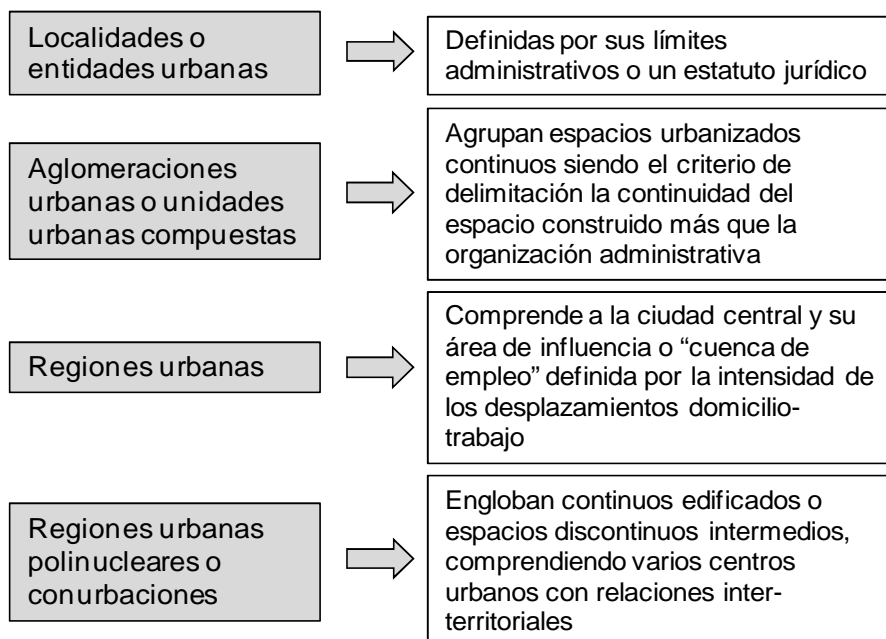 Localidades o
entidades urbanas
Definidas por sus límites
administrativos o un estatuto jurídico
Aglomeraciones
urbanas o unidades
urbanas compuestas
Agrupan espacios urbanizados
continuos siendo el criterio de
delimitación la continuidad del
espacio construido más que la
organización administrativa
Regiones urbanas
Comprende a la ciudad central y su
área de influencia o “cuenca de
empleo” definida por la intensidad de
los desplazamientos domicilio-
trabajo
Regiones urbanas
polinucleares o
conurbaciones
Engloban continuos edificados o
espacios discontinuos intermedios,
comprendiendo varios centros
urbanos con relaciones inter-
territoriales